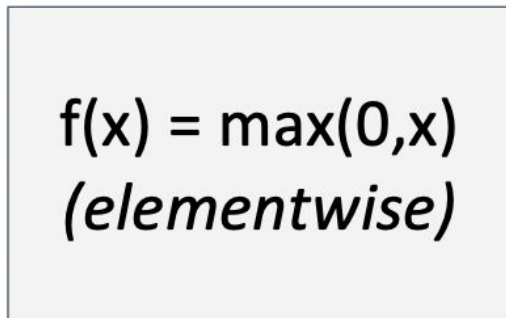 f(x) = max(0,x)
(elementwise)